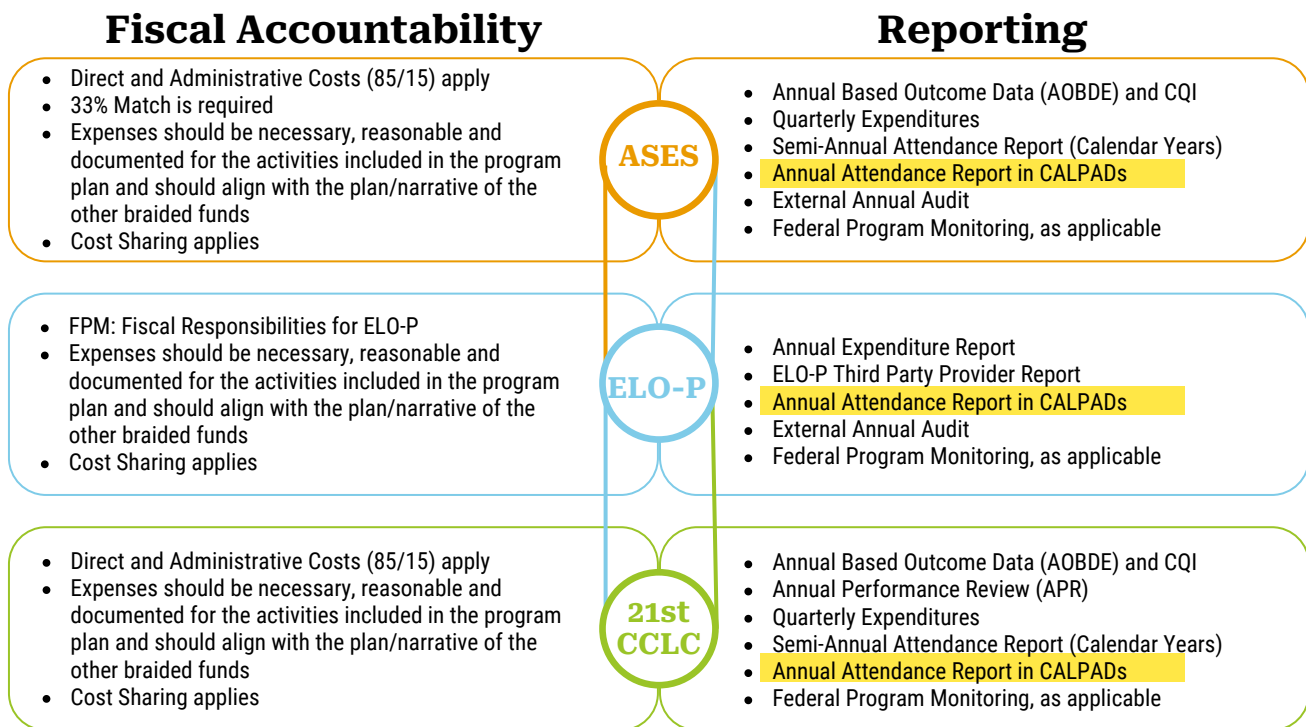 Fiscal Accountability
Reporting
• Direct and Administrative Costs (85/15) apply
• 33% Match is required
• Expenses should be necessary, reasonable and
documented for the activities included in the program
plan and should align with the plan/narrative of the
other braided funds
• Cost Sharing applies
ASES
• Annual Based Outcome Data (AOBDE) and CQI
• Quarterly Expenditures
• Semi-Annual Attendance Report (Calendar Years)
• Annual Attendance Report in CALPADs
• External Annual Audit
• Federal Program Monitoring, as applicable
• FPM: Fiscal Responsibilities for ELO-P
• Expenses should be necessary, reasonable and
documented for the activities included in the program
plan and should align with the plan/narrative of the
other braided funds
• Cost Sharing applies
ELO-P
• Annual Expenditure Report
• ELO-P Third Party Provider Report
• Annual Attendance Report in CALPADs
• External Annual Audit
• Federal Program Monitoring, as applicable
• Direct and Administrative Costs (85/15) apply
• Expenses should be necessary, reasonable and
documented for the activities included in the program
plan and should align with the plan/narrative of the
other braided funds
• Cost Sharing applies
21st
CCLC
• Annual Based Outcome Data (AOBDE) and CQI
• Annual Performance Review (APR)
• Quarterly Expenditures
• Semi-Annual Attendance Report (Calendar Years)
• Annual Attendance Report in CALPADs
• Federal Program Monitoring, as applicable